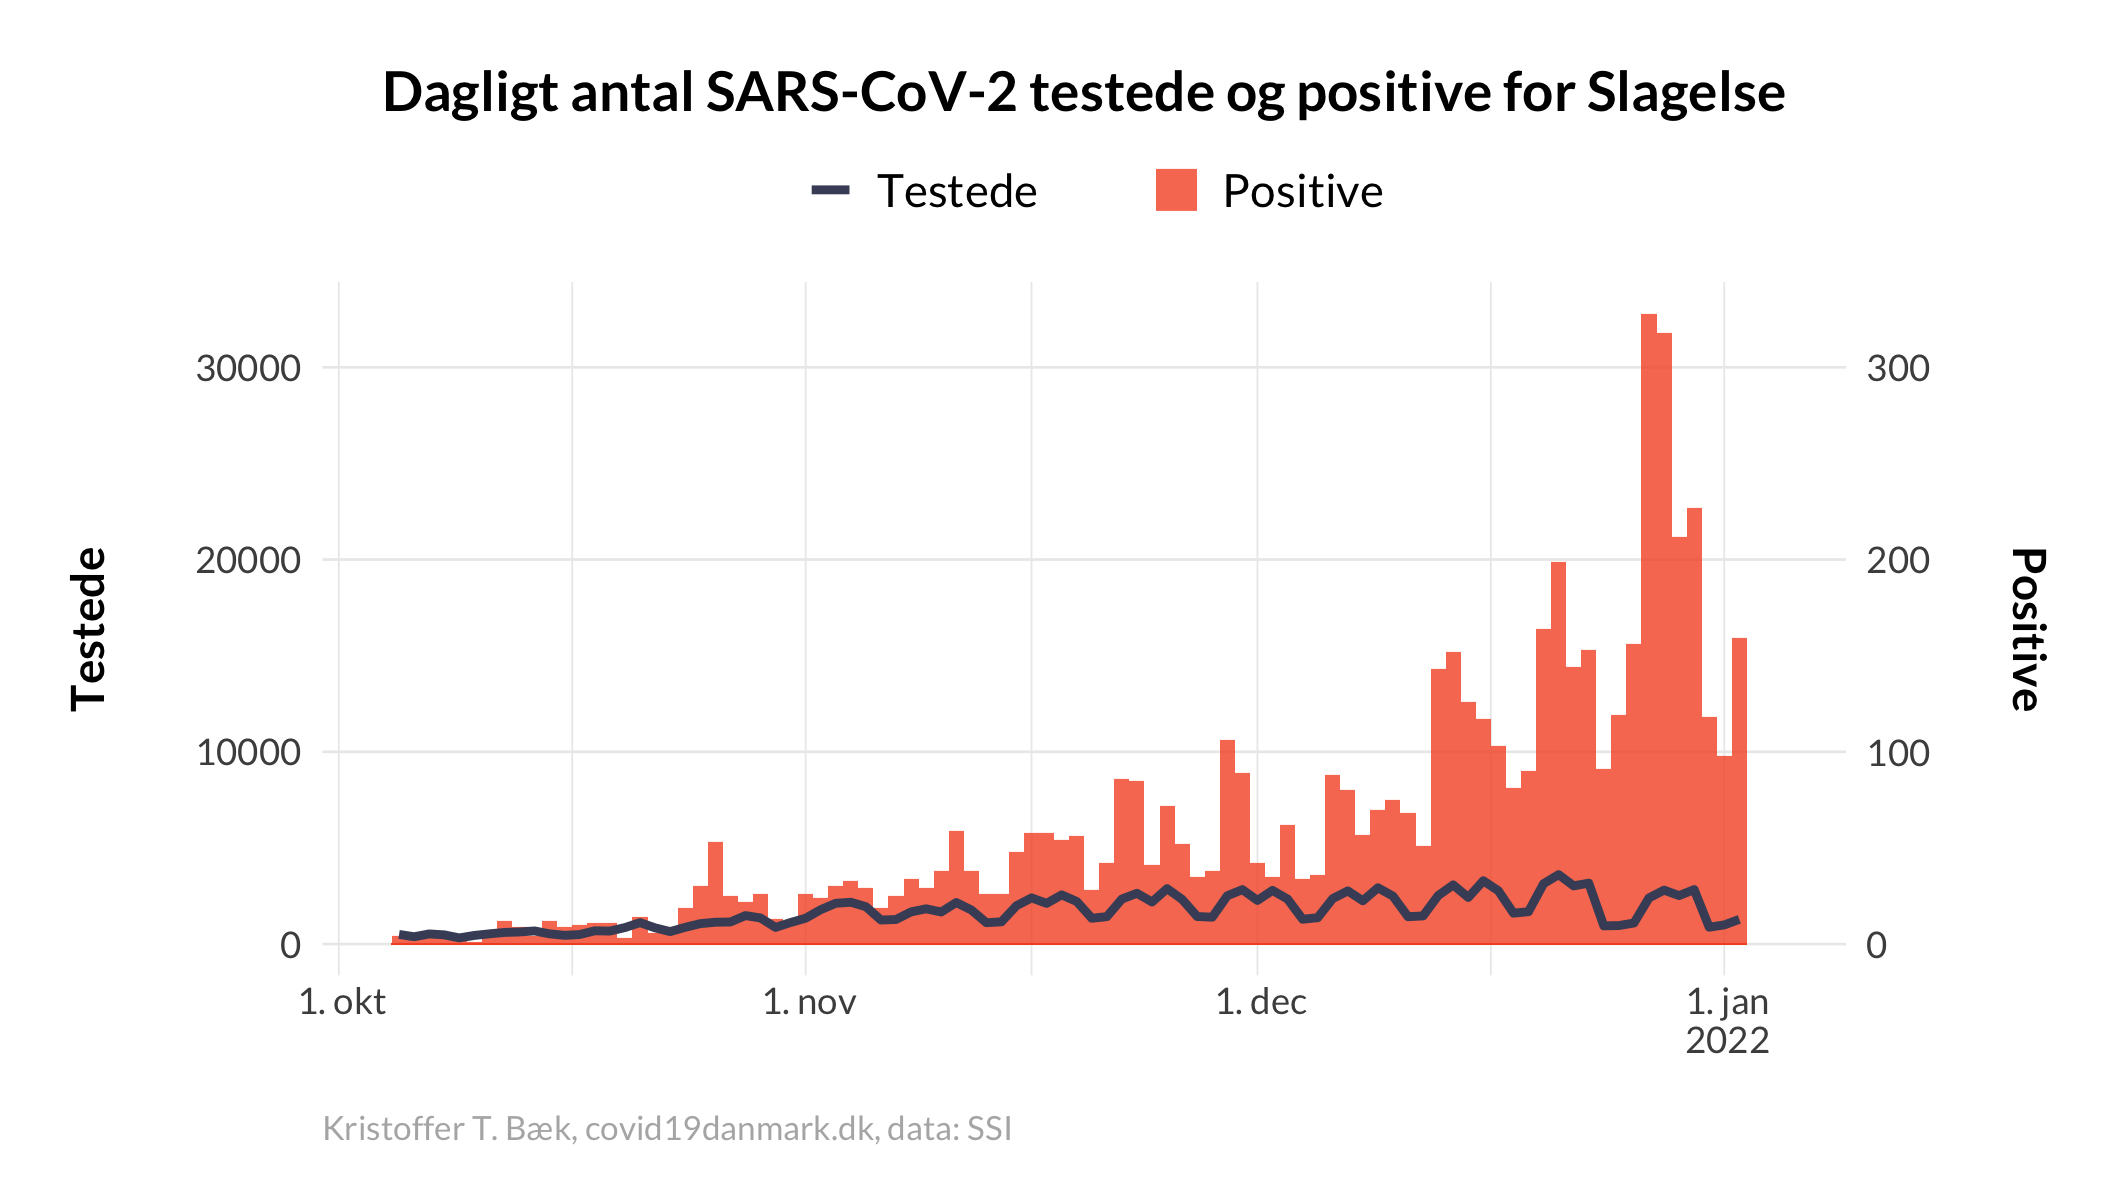 Dagligt antal SARS-CoV-2 testede og positive for Slagelse
Testede
Positive
30000
20000
10000
0
300
200
100
0
Testede
Positive
1. okt
1. nov
1. dec
1. jan
2022
Kristoffer T. Bæk, covid19danmark.dk, data: SSI